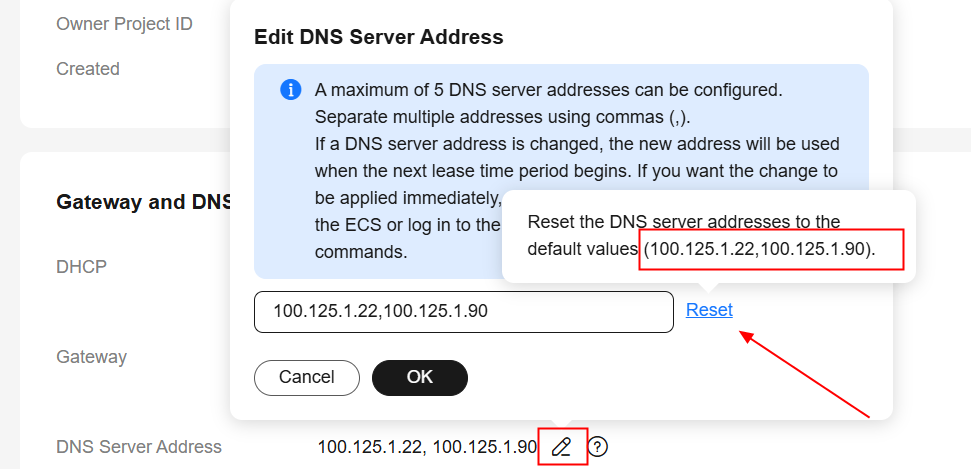 Owner Project ID
Created
Edit DNS Server Address
A maximum of 5 DNS server addresses can be configured.
Separate multiple addresses using commas (,).
If a DNS server address is changed, the new address will be used
when the next lease time period begins. If you want the change to
be applied immediately,
the ECS or log in to the
commands.
Reset the DNS server addresses to the
default values (100.125.1.22,100.125.1.90).
100.125.1.22,100.125.1.90
Reset
Cancel
OK
Gateway and DNS
DHCP
Gateway
DNS Server Address
100.125.1.22, 100.125.1.90